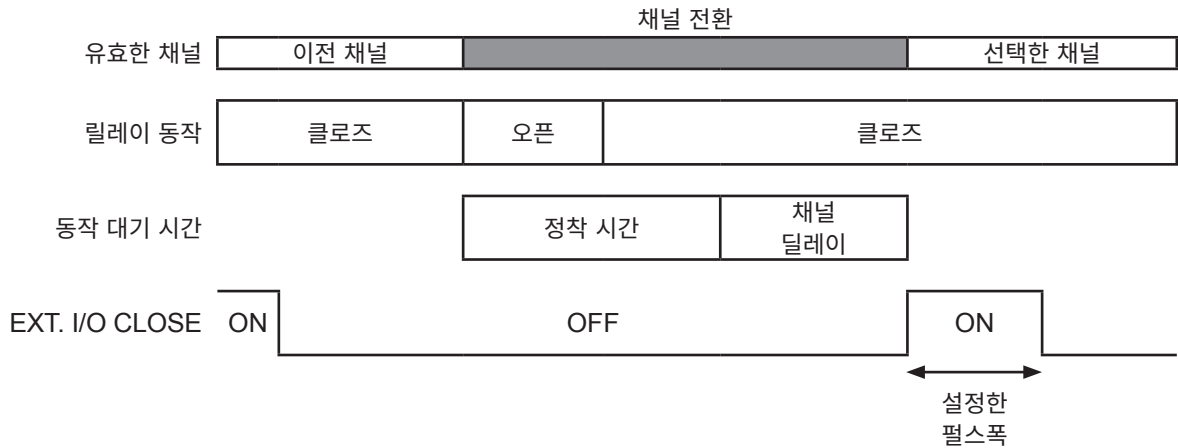 채널 전환
유효한 채널 이전 채널 선택한 채널
릴레이 동작 클로즈 오픈 클로즈
동작 대기 시간 정착 시간 채널
딜레이
EXT. I/O CLOSE ON OFF ON
설정한
펄스폭